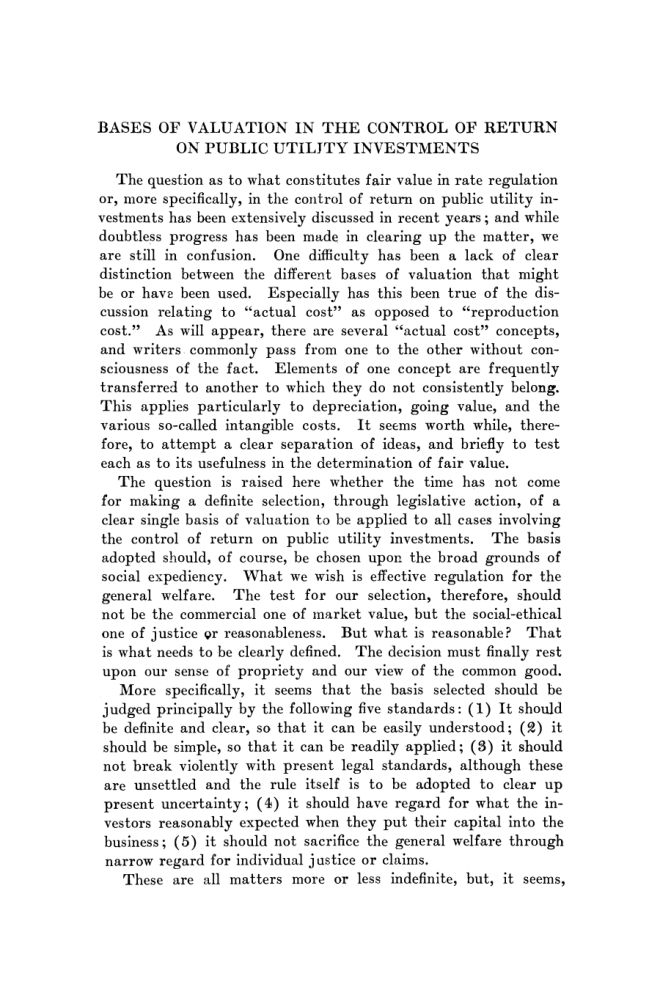 BASES OF VALUATION IN THE CONTROL OF RETURN
ON PUBLIC UTILITY INVESTMENTS
The question as to what constitutes fair value in rate regulation
or, more specifically, in the control of return on public utility in-
vestments has been extensively discussed in recent years; and while
doubtless progress has been made in clearing up the matter, we
are still in confusion. One difficulty has been a lack of clear
distinction between the different bases of valuation that might
be or have been used. Especially has this been true of the dis-
cussion relating to “actual cost” as opposed to “reproduction
cost.” As will appear, there are several “actual cost” concepts,
and writers commonly pass from one to the other without con-
sciousness of the fact. Elements of one concept are frequently
transferred to another to which they do not consistently belong.
This applies particularly to depreciation, going value, and the
various so-called intangible costs. It seems worth while, there-
fore, to attempt a clear separation of ideas, and briefly to test
each as to its usefulness in the determination of fair value.
The question is raised here whether the time has not come
for making a definite selection, through legislative action, of a
clear single basis of valuation to be applied to all cases involving
the control of return on public utility investments. The basis
adopted should, of course, be chosen upon the broad grounds of
social expediency. What we wish is effective regulation for the
general welfare. The test for our selection, therefore, should
not be the commercial one of market value, but the social-ethical
one of justice or reasonableness. But what is reasonable? That
is what needs to be clearly defined. The decision must finally rest
upon our sense of propriety and our view of the common good.
More specifically, it seems that the basis selected should be
judged principally by the following five standards: (1) It should
be definite and clear, so that it can be easily understood; (2) it
should be simple, so that it can be readily applied; (3) it should
not break violently with present legal standards, although these
are unsettled and the rule itself is to be adopted to clear up
present uncertainty; (4) it should have regard for what the in-
vestors reasonably expected when they put their capital into the
business; (5) it should not sacrifice the general welfare through
narrow regard for individual justice or claims.
These are all matters more or less indefinite, but, it seems,